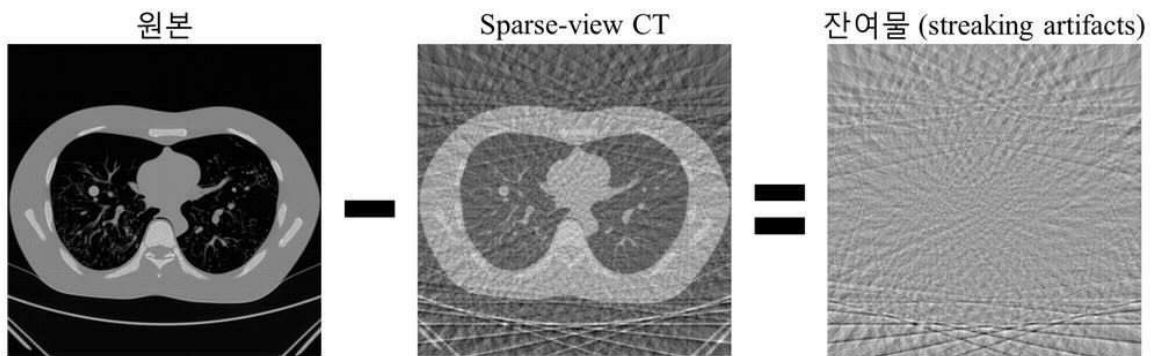 원본
Sparse-view CT
잔여물 (streaking artifacts)